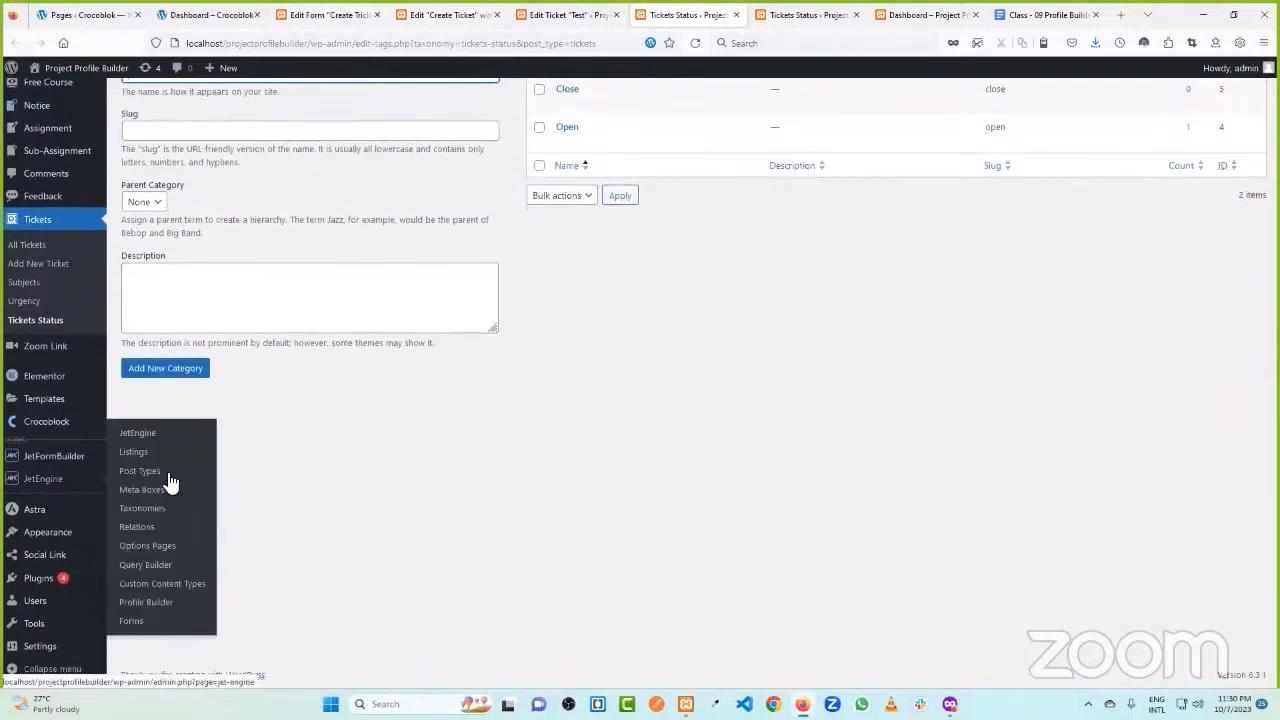 Pages ‹ Crocoblock — W
Dashboard ‹ Crocoblok
Edit Form "Create Tric
Edit "Create Ticket" wi
Edit Ticket "Test" ‹ Proj
Tickets Status ‹ Project
Tickets Status ‹ Project
Dashboard ‹ Project Pr
Class - 09 Profile Build
localhost/projectprofilebuilder/wp-admin/edit-tags.php?taxonomy=tickets-status&post_type=tickets
Search
Project Profile Builder
4
0
New
Howdy, admin
Free Course
Notice
Assignment
Sub-Assignment
Comments
Feedback
Tickets
All Tickets
Add New Ticket
Subjects
Urgency
Tickets Status
Zoom Link
Elementor
Templates
Crocoblock
JetFormBuilder
JetEngine
Astra
Appearance
Social Link
Plugins 4
Users
Tools
Settings
Collapse menu
JetEngine
Listings
Post Types
Meta Boxes
Taxonomies
Relations
Options Pages
Query Builder
Custom Content Types
Profile Builder
Forms
The name is how it appears on your site.
Slug
The "slug" is the URL-friendly version of the name. It is usually all lowercase and contains only
letters, numbers, and hyphens.
Parent Category
None
Assign a parent term to create a hierarchy. The term Jazz, for example, would be the parent of
Bebop and Big Band.
Description
The description is not prominent by default; however, some themes may show it.
Add New Category
Close — close 0 5
Open — open 1 4
Name Description Slug Count ID
Bulk actions
Apply
2 items
zoom
Version 6.3.1
localhost/projectprofilebuilder/wp-admin/admin.php?page=jet-engine
27°C
Partly cloudy
Search
ENG
INTL
11:30 PM
10/7/2023